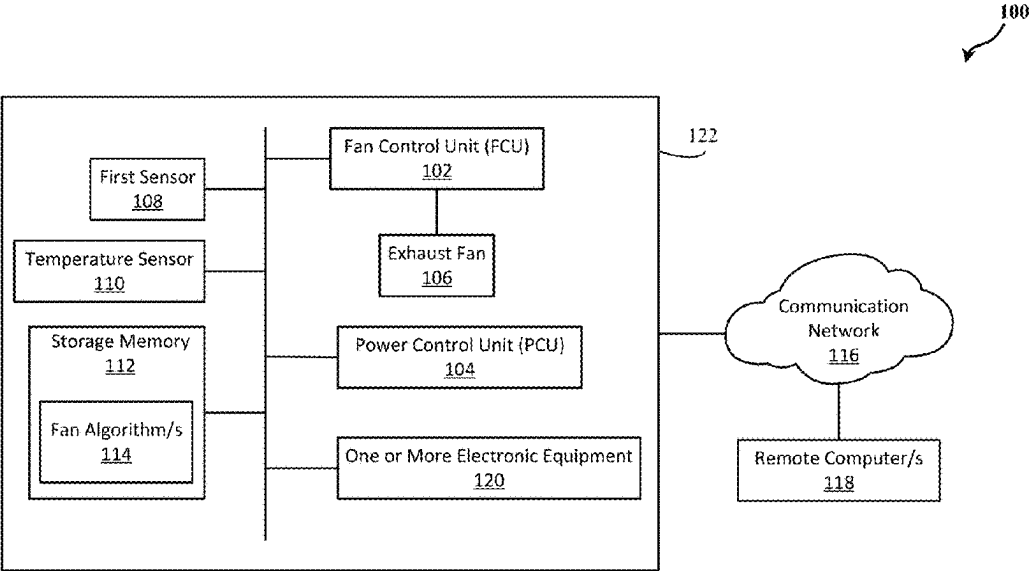 100
122
Fan Control Unit (FCU)
102
First Sensor
108
Exhaust Fan
106
Temperature Sensor
110
Storage Memory
112
Fan Algorithm/s
114
Power Control Unit (PCU)
104
One or More Electronic Equipment
120
Communication
Network
116
Remote Computer/s
118